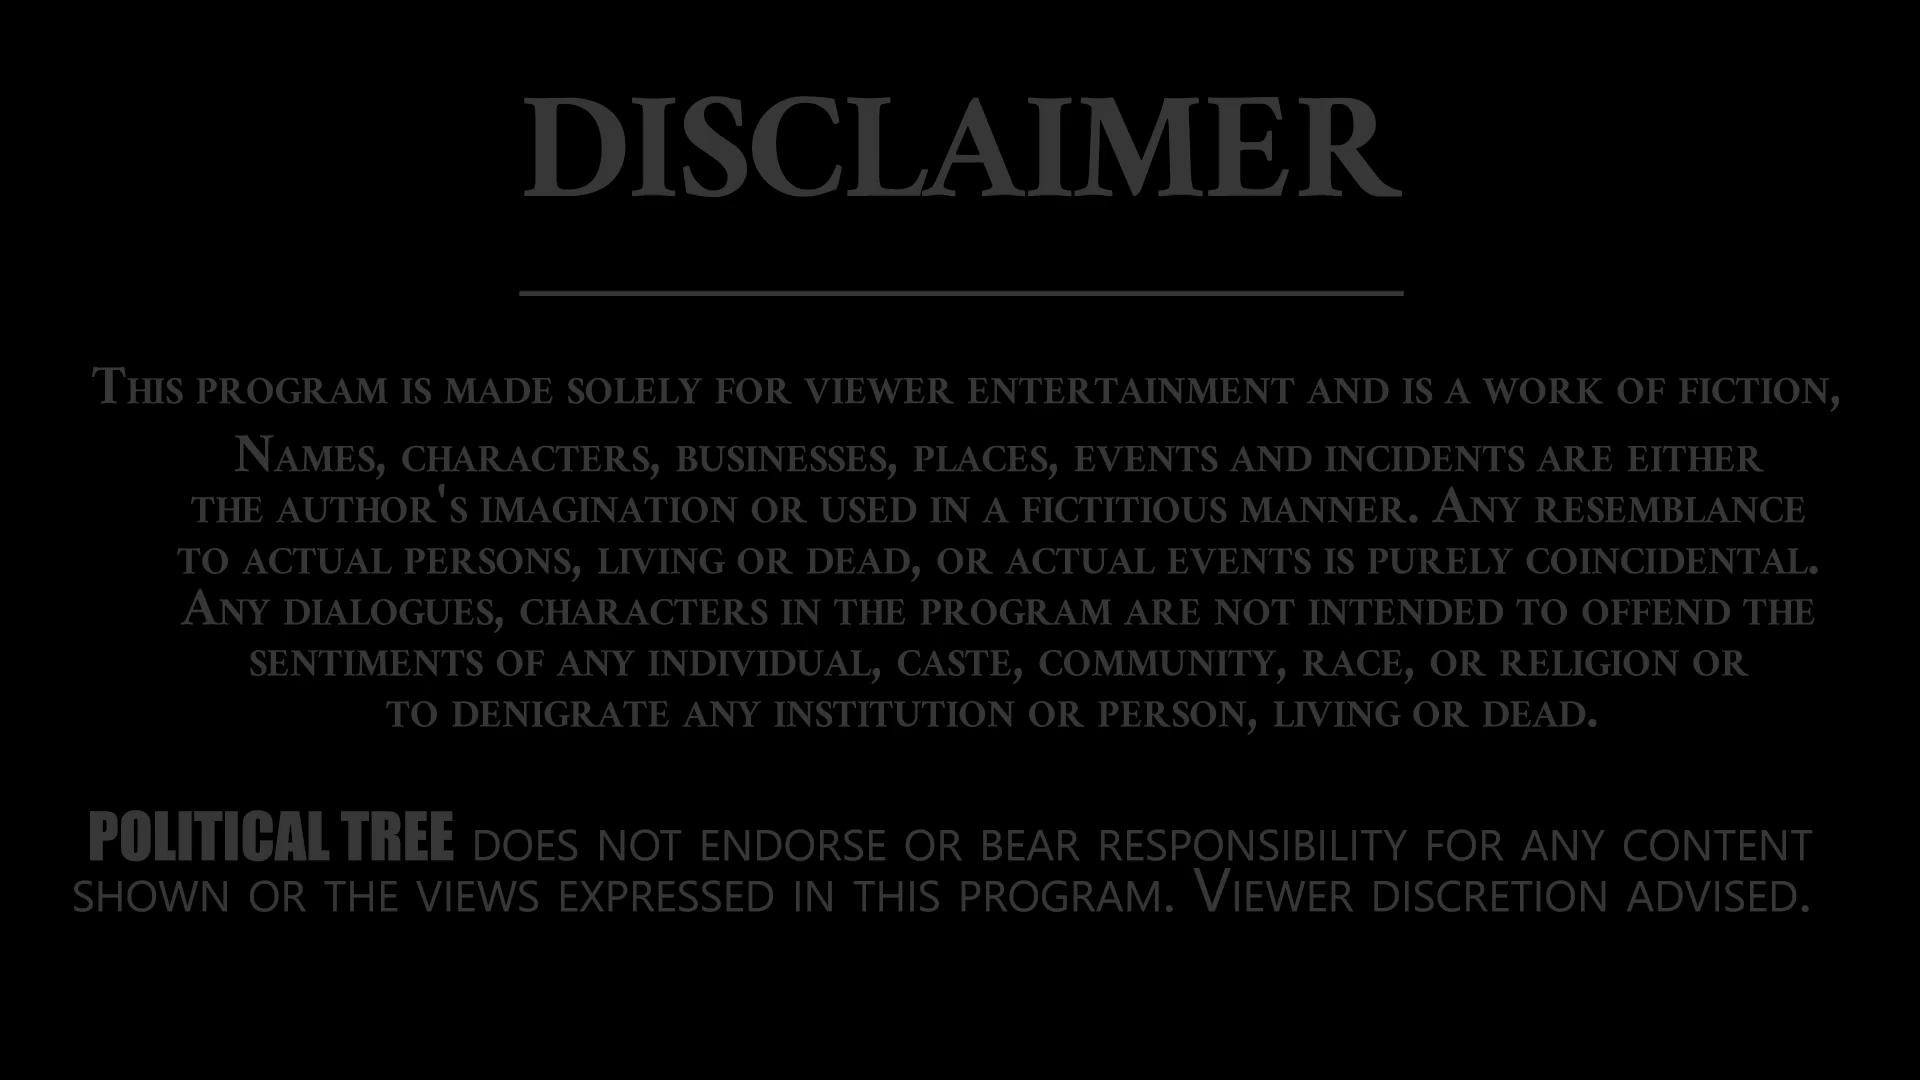 DISCLAIMER
THIS PROGRAM IS MADE SOLELY FOR VIEWER ENTERTAINMENT AND IS A WORK OF FICTION,
NAMES, CHARACTERS, BUSINESSES, PLACES, EVENTS AND INCIDENTS ARE EITHER
THE AUTHOR'S IMAGINATION OR USED IN A FICTITIOUS MANNER. ANY RESEMBLANCE
TO ACTUAL PERSONS, LIVING OR DEAD, OR ACTUAL EVENTS IS PURELY COINCIDENTAL.
ANY DIALOGUES, CHARACTERS IN THE PROGRAM ARE NOT INTENDED TO OFFEND THE
SENTIMENTS OF ANY INDIVIDUAL, CASTE, COMMUNITY, RACE, OR RELIGION OR
TO DENIGRATE ANY INSTITUTION OR PERSON, LIVING OR DEAD.
POLITICAL TREE DOES NOT ENDORSE OR BEAR RESPONSIBILITY FOR ANY CONTENT
SHOWN OR THE VIEWS EXPRESSED IN THIS PROGRAM. VIEWER DISCRETION ADVISED.